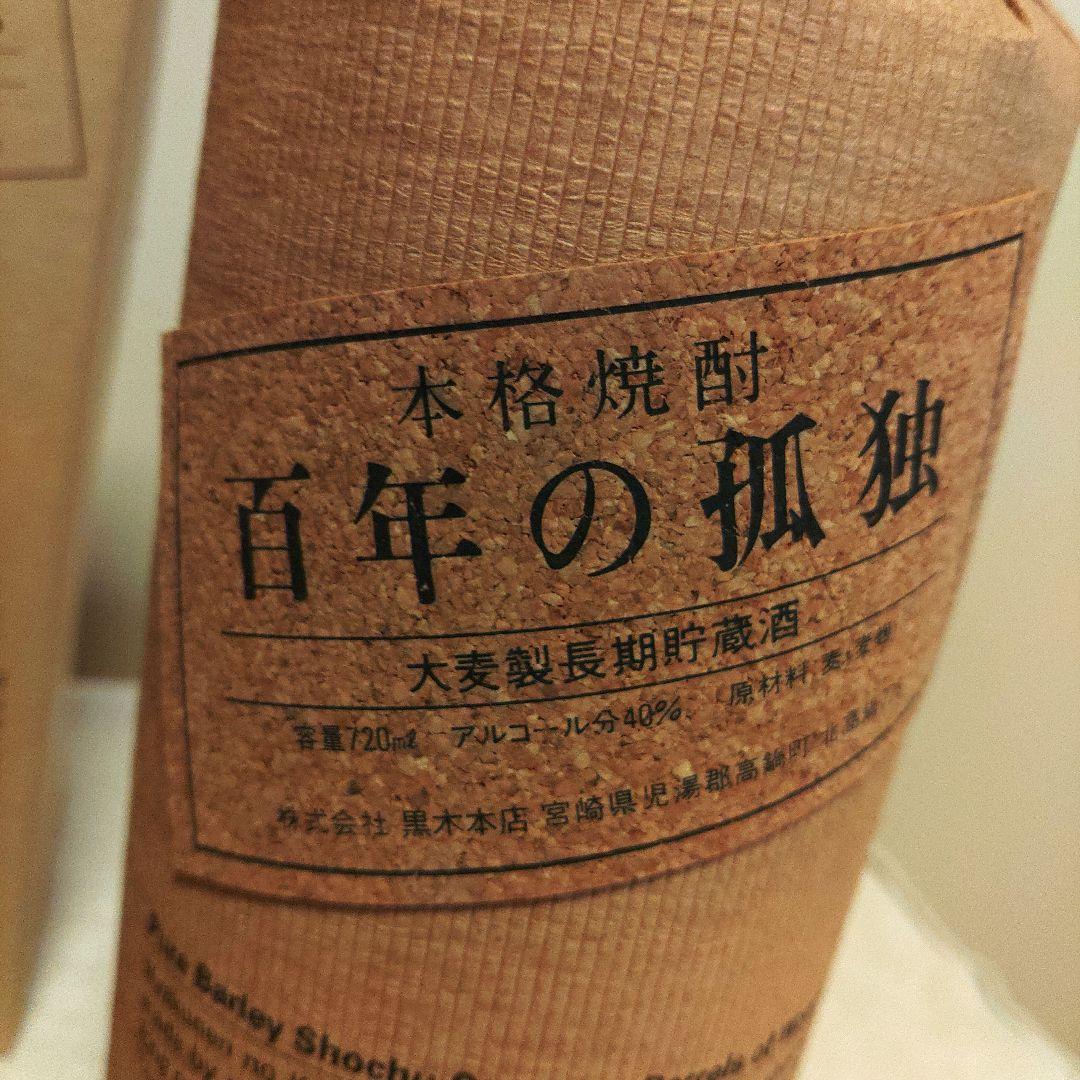 本格焼酎
百年の孤独
大麦製長期貯蔵酒
容量720mℓ アルコール分40% 原材料 麦・麦麹
株式会社 黒木本店 宮崎県児湯郡高鍋町
Pure Barley Shochu
Hyakunen no